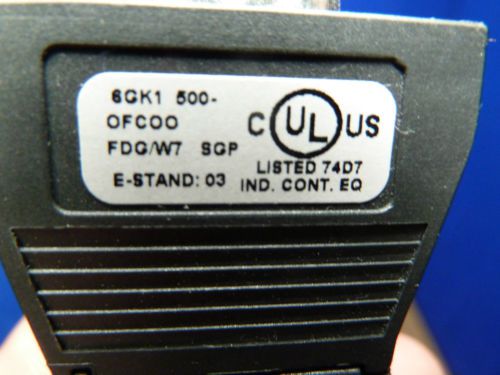 6GK1 500-
0FC00
FDG/W7 SGP
E-STAND: 03
C UL US
LISTED 74D7
IND. CONT. EQ